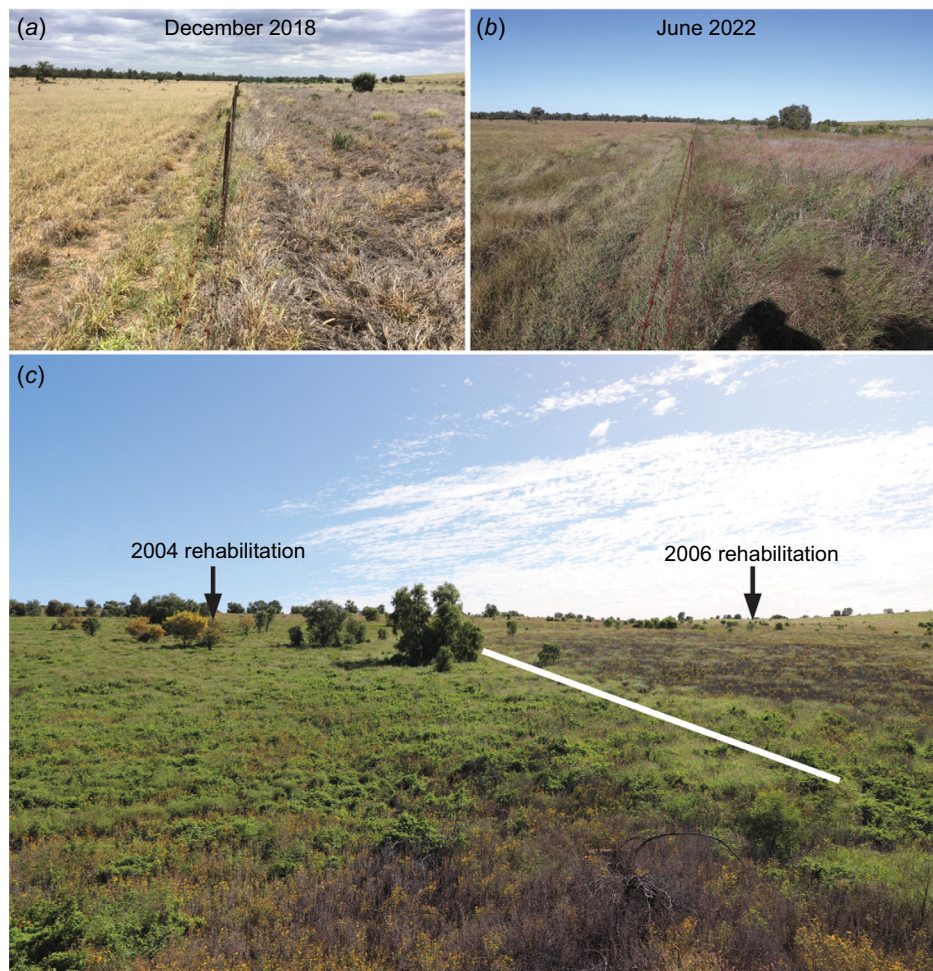 (a)
December 2018
(b)
June 2022
(c)
2004 rehabilitation
2006 rehabilitation